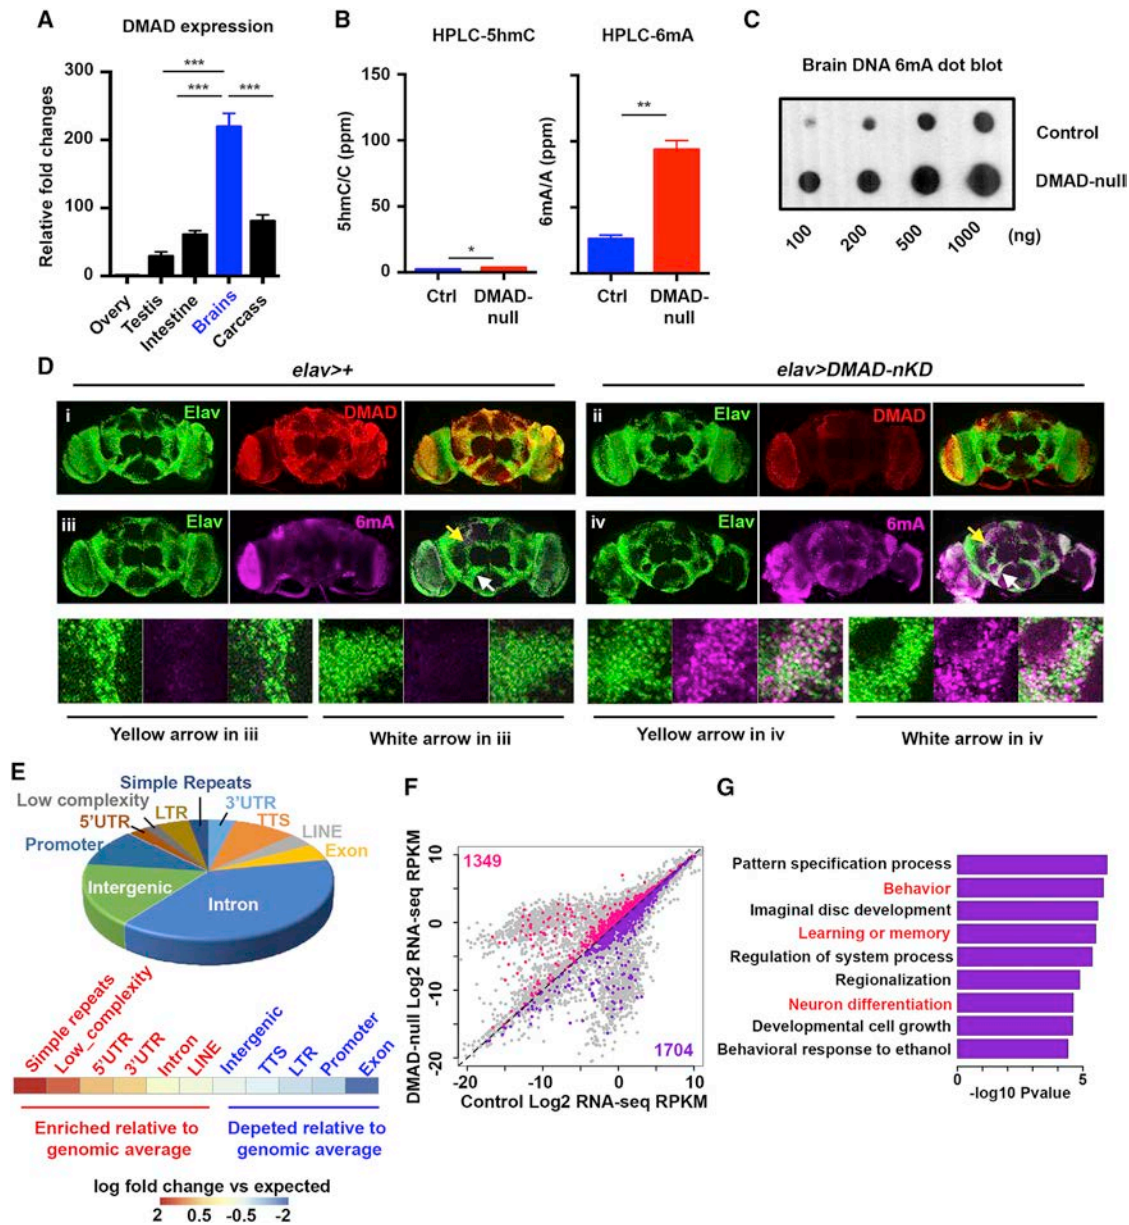 A
DMAD expression
Relative fold changes
300
200
100
0
***
***
***
Overy
Testis
Intestine
Brains
Carcass
B
HPLC-5hmC
5hmC/C (ppm)
150
100
50
0
*
Ctrl
DMAD-
null
HPLC-6mA
6mA/A (ppm)
**
Ctrl
DMAD-
null
C
Brain DNA 6mA dot blot
Control
DMAD-null
100
200
500
1000
(ng)
D
elav>+
elav>DMAD-nKD
i
Elav
DMAD
ii
Elav
DMAD
iii
Elav
6mA
iv
Elav
6mA
Yellow arrow in iii
White arrow in iii
Yellow arrow in iv
White arrow in iv
E
Simple Repeats
Low complexity
3'UTR
5'UTR
LTR
TTS
LINE
Promoter
Exon
Intergenic
Intron
Simple repeats
Low_complexity
5'UTR
3'UTR
Intron
LINE
Intergenic
TTS
LTR
Promoter
Exon
Enriched relative to
genomic average
Depeted relative to
genomic average
log fold change vs expected
2 0.5 -0.5 -2
F
DMAD-null Log2 RNA-seq RPKM
10
0
-10
-20
1349
1704
-20 -10 0 10
Control Log2 RNA-seq RPKM
G
Pattern specification process
Behavior
Imaginal disc development
Learning or memory
Regulation of system process
Regionalization
Neuron differentiation
Developmental cell growth
Behavioral response to ethanol
0 5
-log10 Pvalue